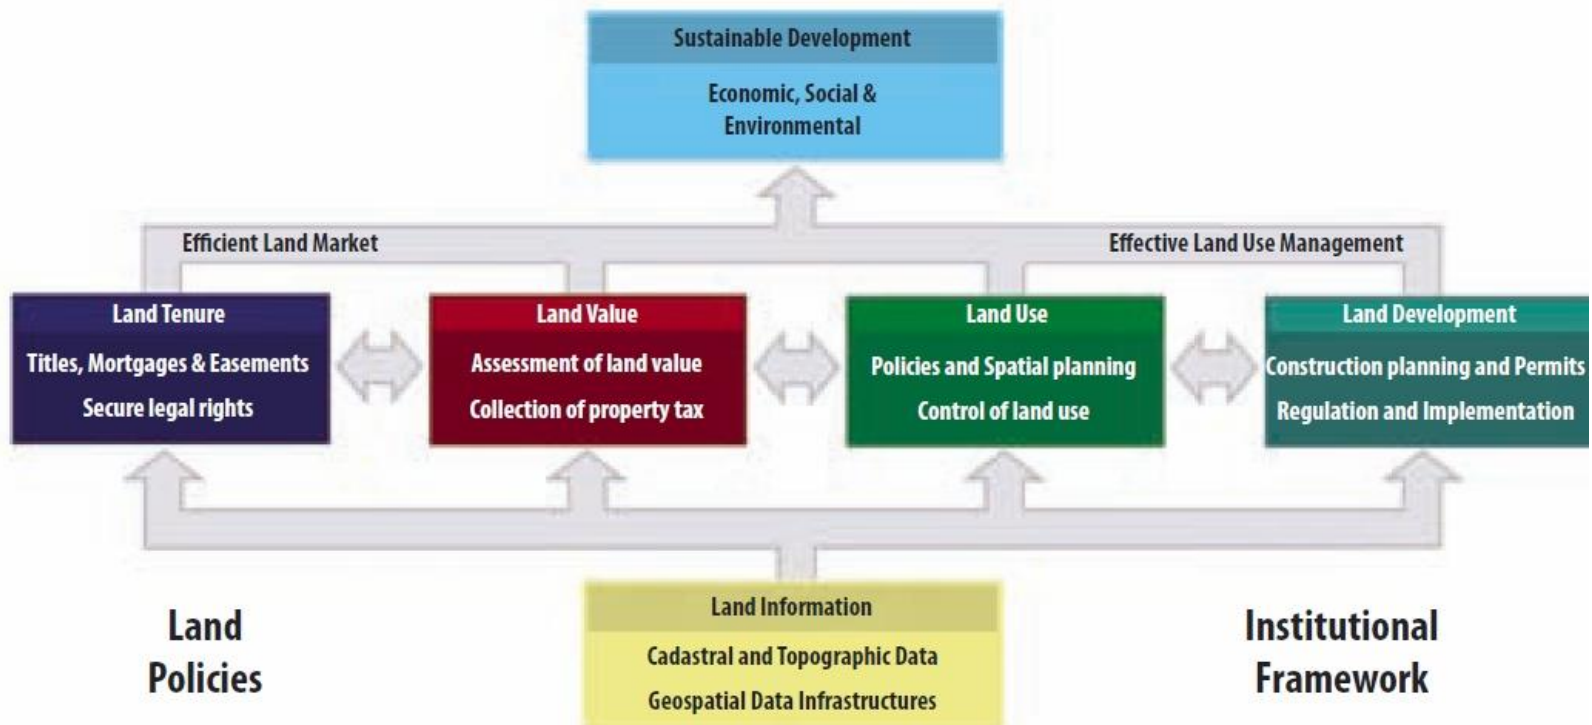 Sustainable Development
Economic, Social &
Environmental
Efficient Land Market
Effective Land Use Management
Land Tenure
Titles, Mortgages & Easements
Secure legal rights
Land Value
Assessment of land value
Collection of property tax
Land Use
Policies and Spatial planning
Control of land use
Land Development
Construction planning and Permits
Regulation and Implementation
Land
Policies
Land Information
Cadastral and Topographic Data
Geospatial Data Infrastructures
Institutional
Framework